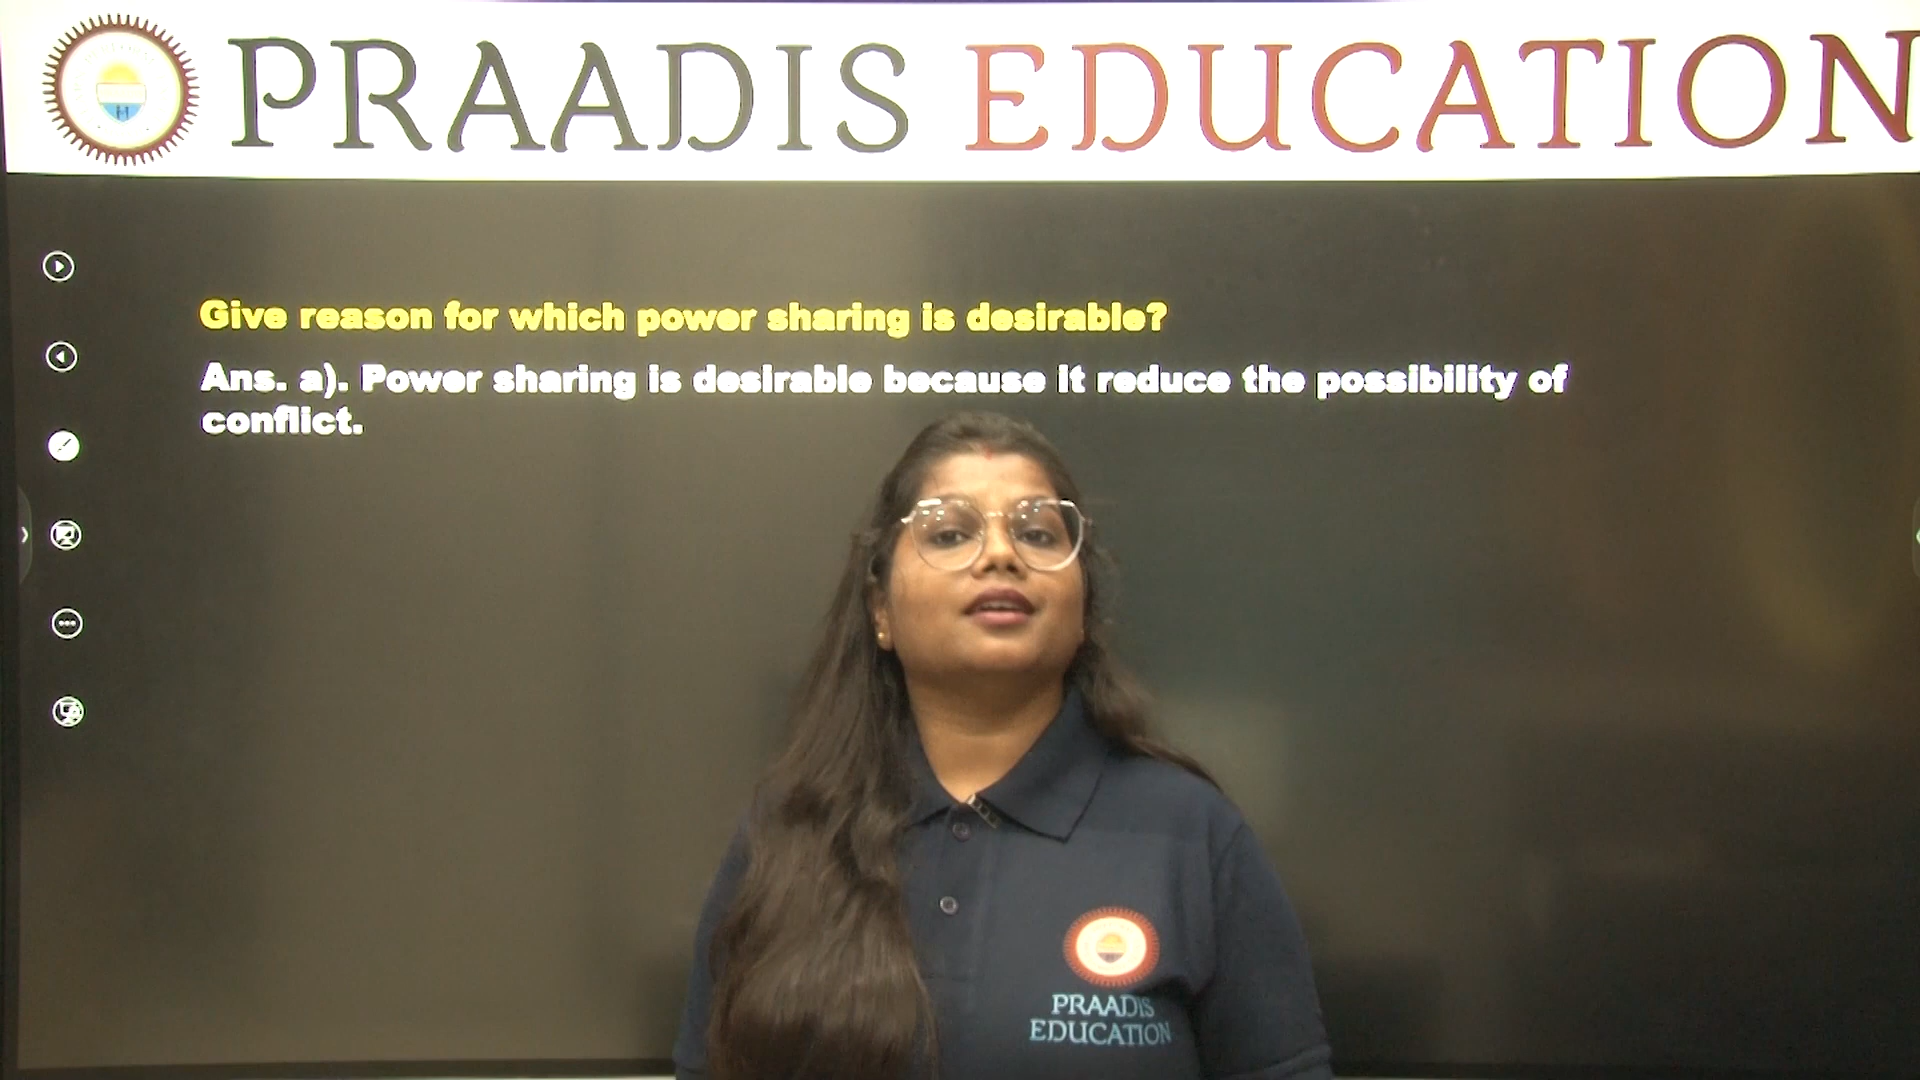 PRAADIS EDUCATION
Give reason for which power sharing is desirable?
Ans. a). Power sharing is desirable because it reduce the possibility of
conflict.
PRAADIS
EDUCATION